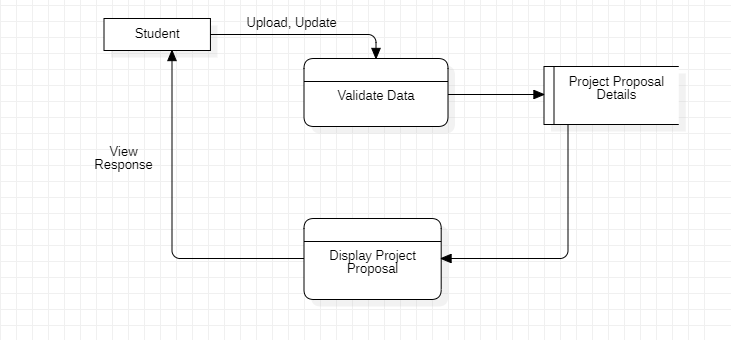 Upload, Update
Student
Project Proposal
Details
Validate Data
View
Response
Display Project
Proposal